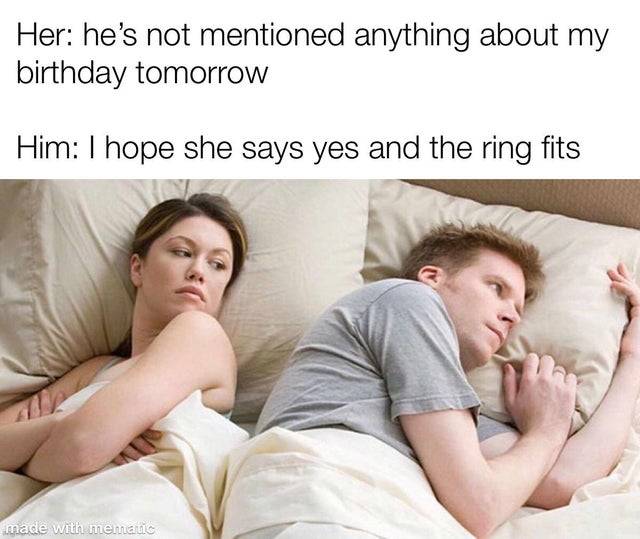 Her: he’s not mentioned anything about my
birthday tomorrow
Him: I hope she says yes and the ring fits
made with mematic